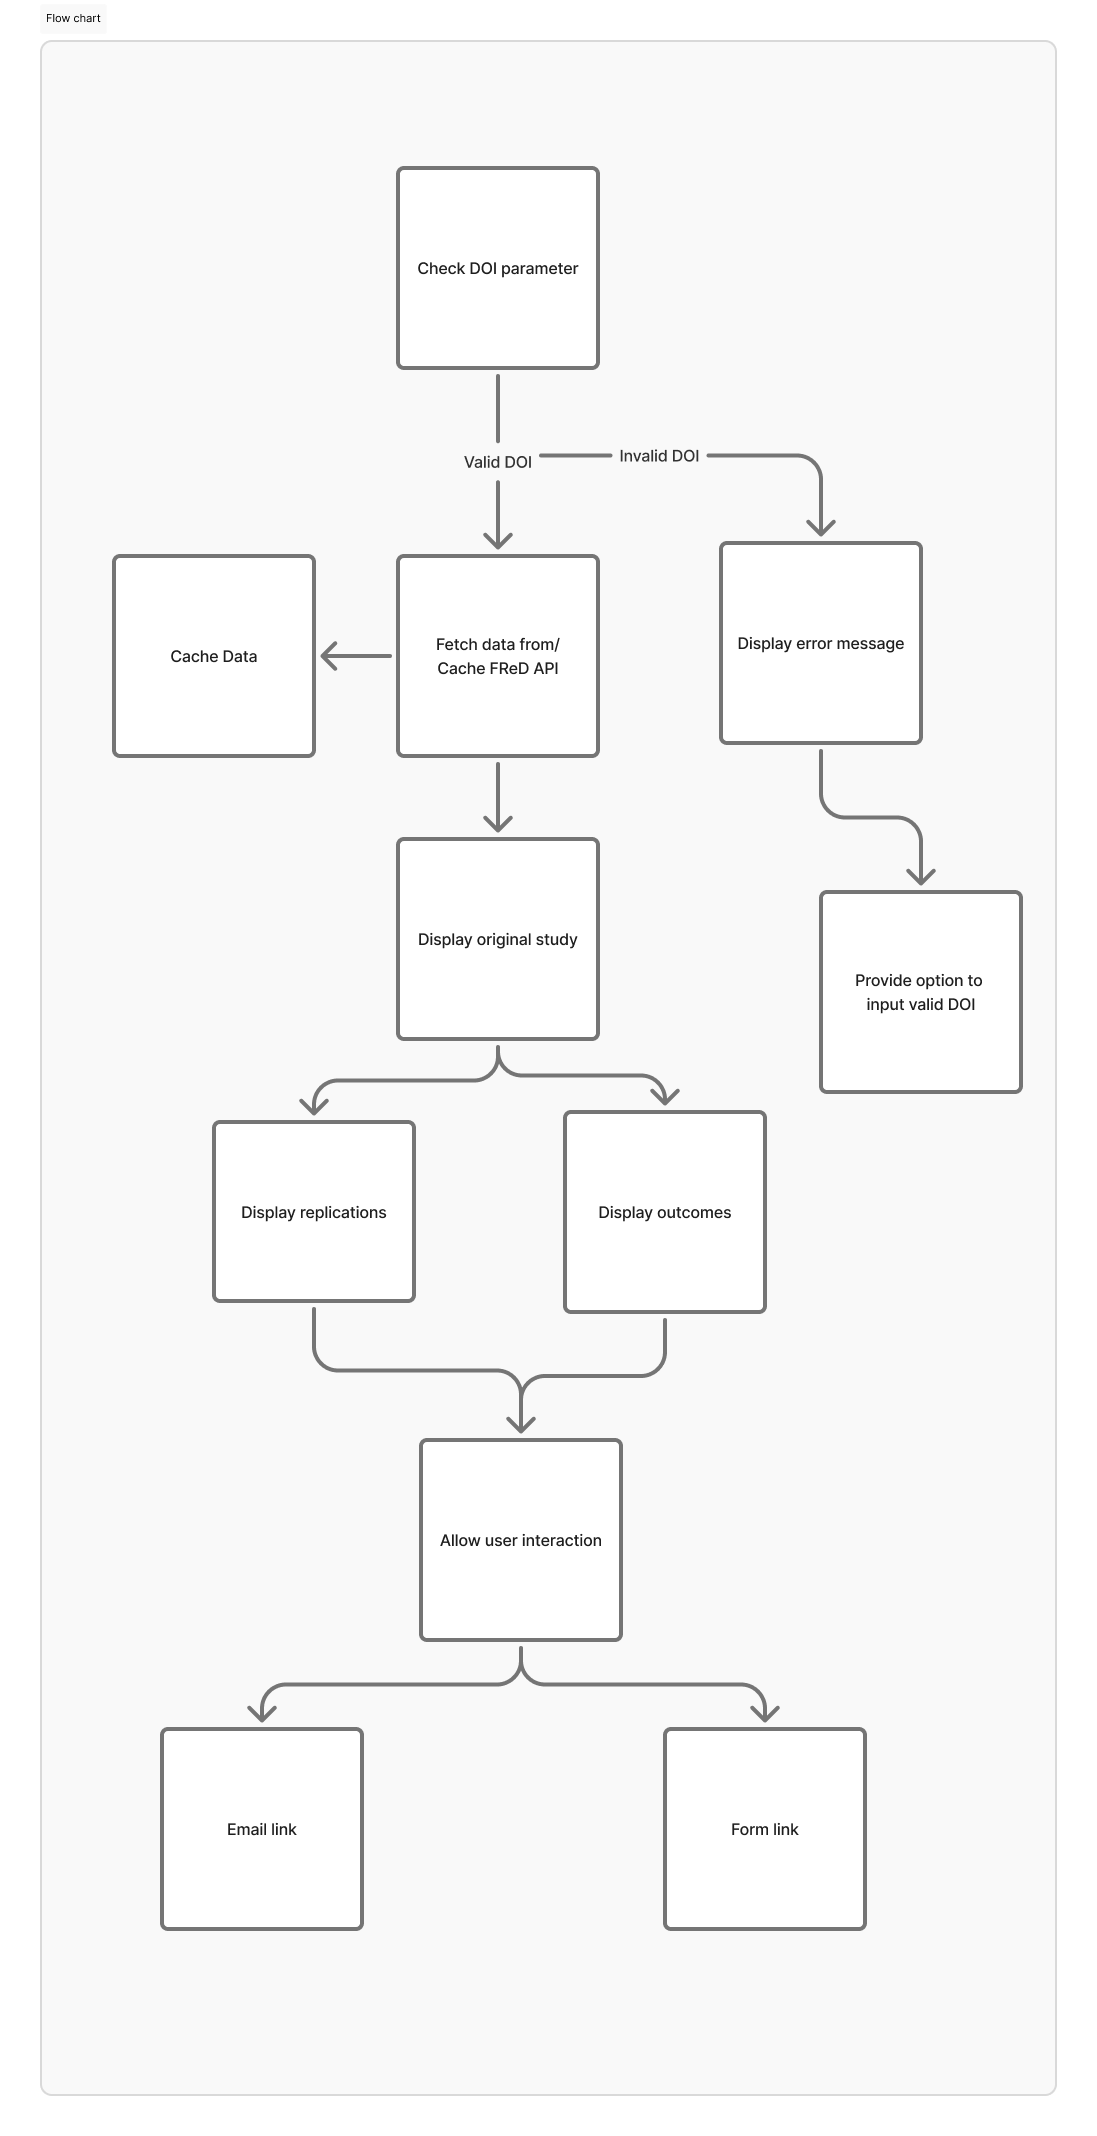 Flow chart
Check DOI parameter
Valid DOI
Invalid DOI
Cache Data
Fetch data from/
Cache FReD API
Display error message
Display original study
Provide option to
input valid DOI
Display replications
Display outcomes
Allow user interaction
Email link
Form link